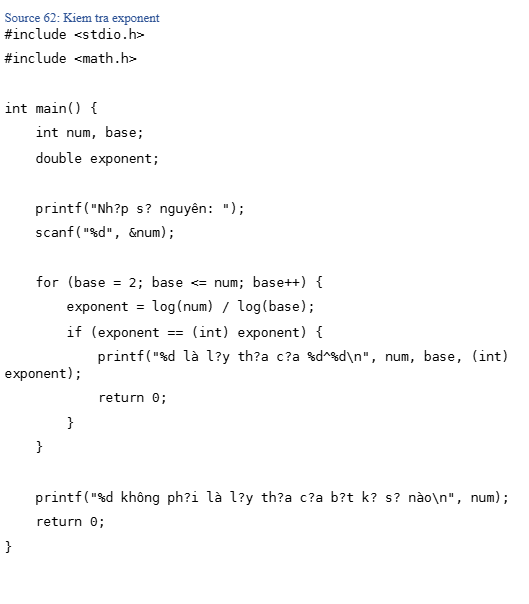 Source 62: Kiem tra exponent
#include <stdio.h>
#include <math.h>
int main() {
    int num, base;
    double exponent;
    printf("Nh?p s? nguyên: ");
    scanf("%d", &num);
    for (base = 2; base <= num; base++) {
        exponent = log(num) / log(base);
        if (exponent == (int) exponent) {
            printf("%d là l?y th?a c?a %d^%d\n", num, base, (int)
exponent);
            return 0;
        }
    }
    printf("%d không ph?i là l?y th?a c?a b?t k? s? nào\n", num);
    return 0;
}